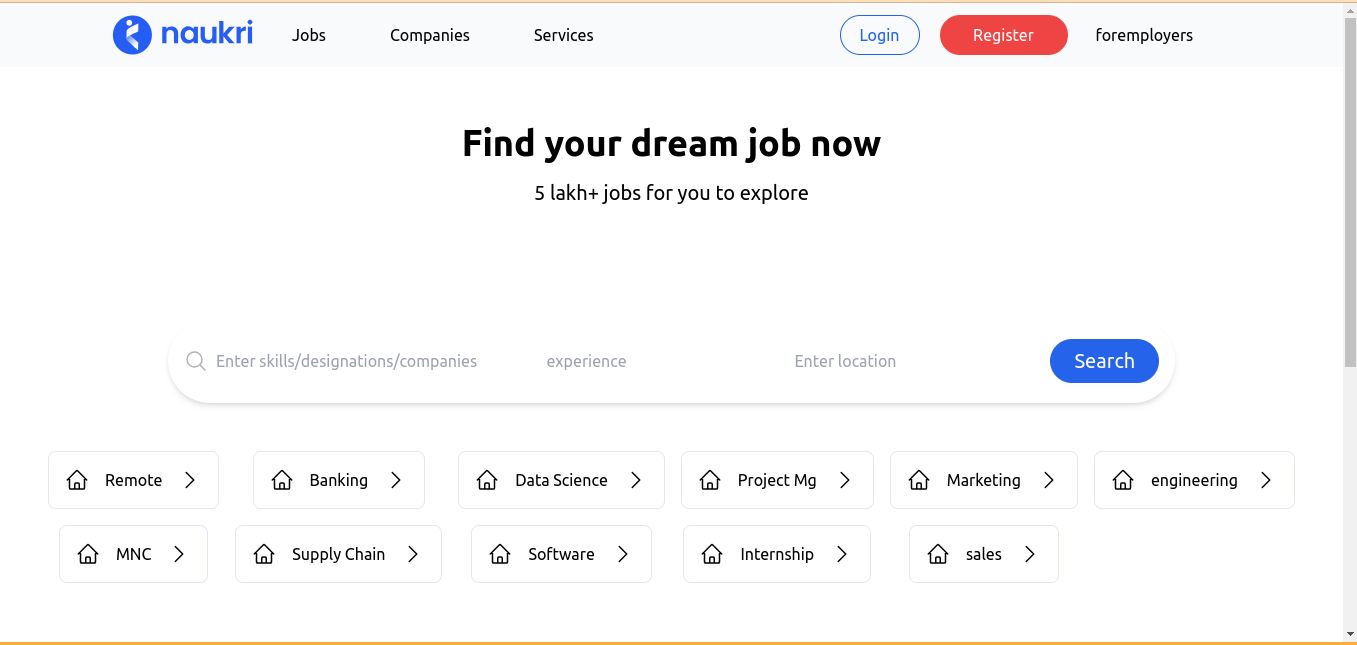 naukri Jobs Companies Services Login Register foremployers
Find your dream job now
5 lakh+ jobs for you to explore
Enter skills/designations/companies experience Enter location Search
Remote Banking Data Science Project Mg Marketing engineering
MNC Supply Chain Software Internship sales